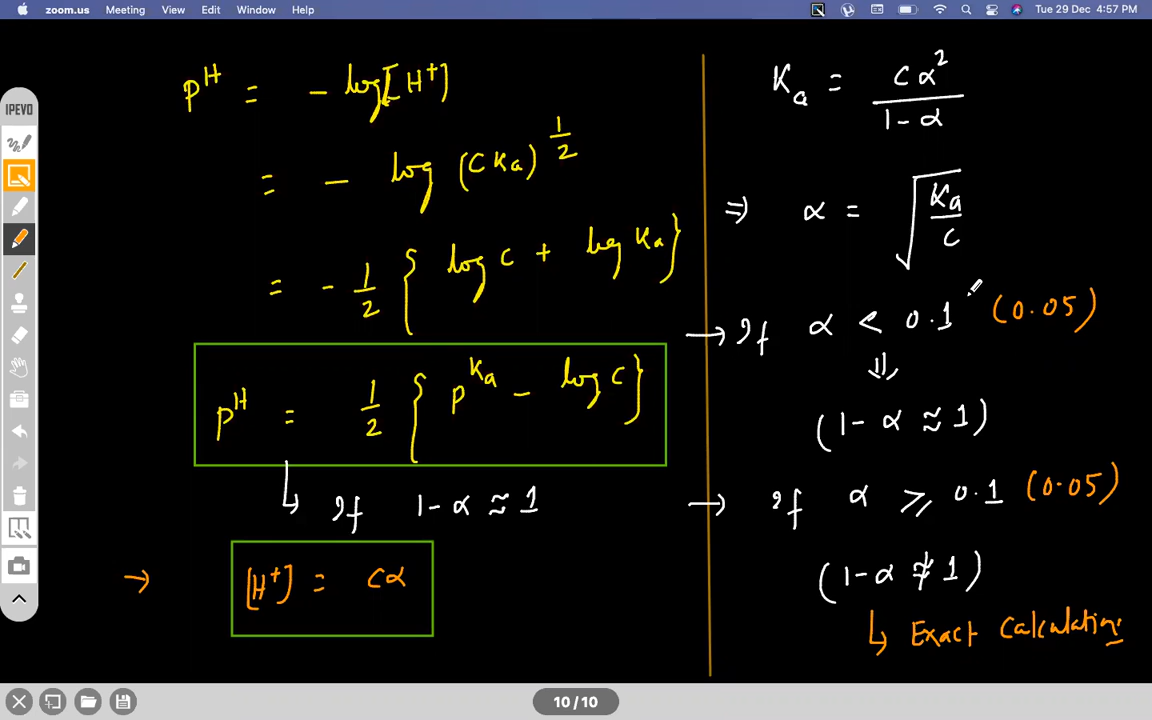 zoom.us Meeting View Edit Window Help Tue 29 Dec 4:57 PM
IPEVO
pH = - log[H⁺]
= - log (CKa)^1/2
= - 1/2 { log C + log Ka}
pH = 1/2 { pKa - log C}
↳ If 1-α ≈ 1
→ [H⁺] = Cα
Ka = Cα²/1-α
⇒ α = √Ka/C
→ If α < 0.1 (0.05)
⇓
(1-α ≈ 1)
→ If α ≥ 0.1 (0.05)
(1-α ≉ 1)
↳ Exact Calculation:
10/10